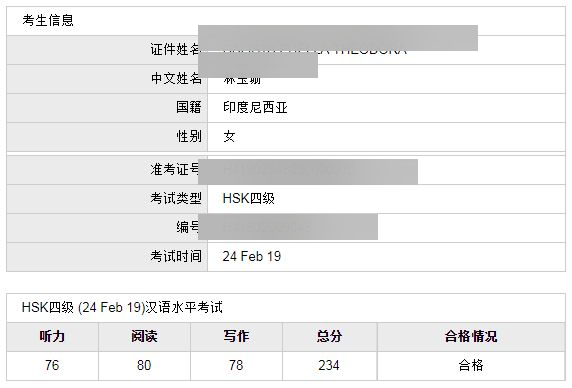 考生信息
证件姓名
中文姓名
国籍 印度尼西亚
性别 女
准考证号
考试类型 HSK四级
编号
考试时间 24 Feb 19
HSK四级 (24 Feb 19)汉语水平考试
听力 阅读 写作 总分 合格情况
76 80 78 234 合格